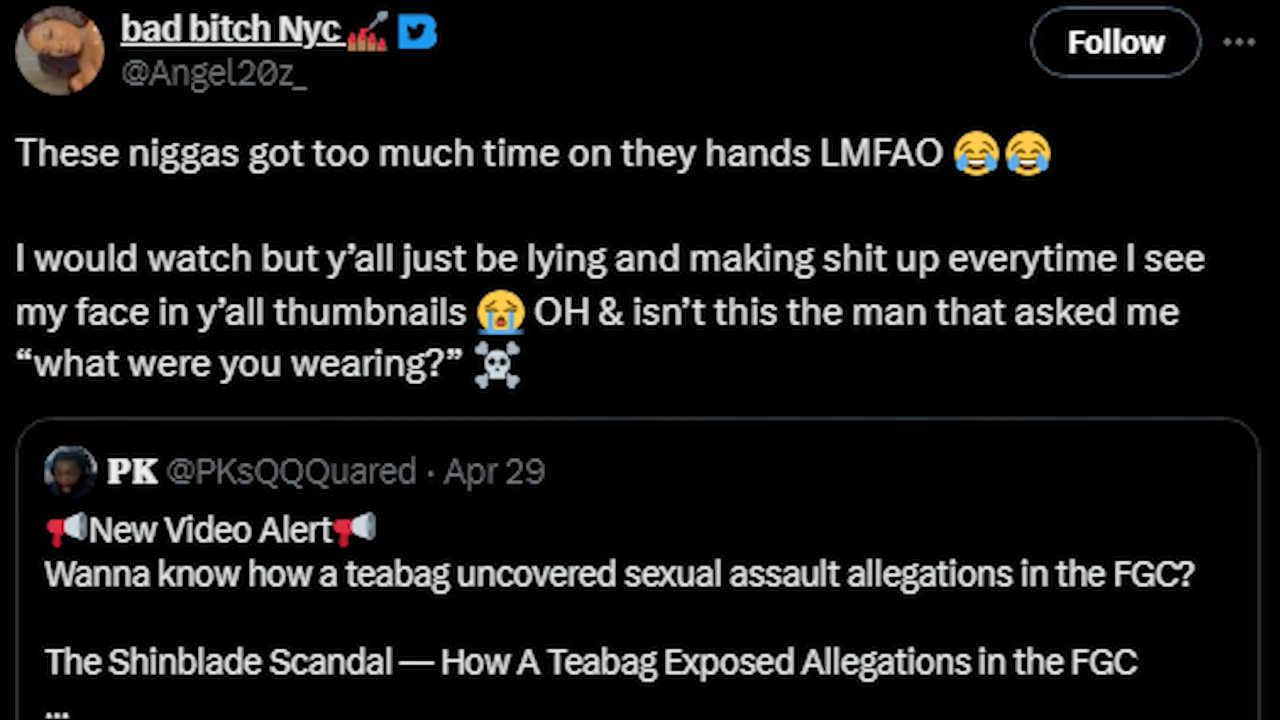 bad bitch Nyc💅 
@Angel20z_
Follow
These niggas got too much time on they hands LMFAO 😂😂
I would watch but y’all just be lying and making shit up everytime I see
my face in y’all thumbnails 😭 OH & isn’t this the man that asked me
“what were you wearing?” ☠️
PK @PKsQQQuared · Apr 29
📢New Video Alert📢
Wanna know how a teabag uncovered sexual assault allegations in the FGC?
The Shinblade Scandal — How A Teabag Exposed Allegations in the FGC
...